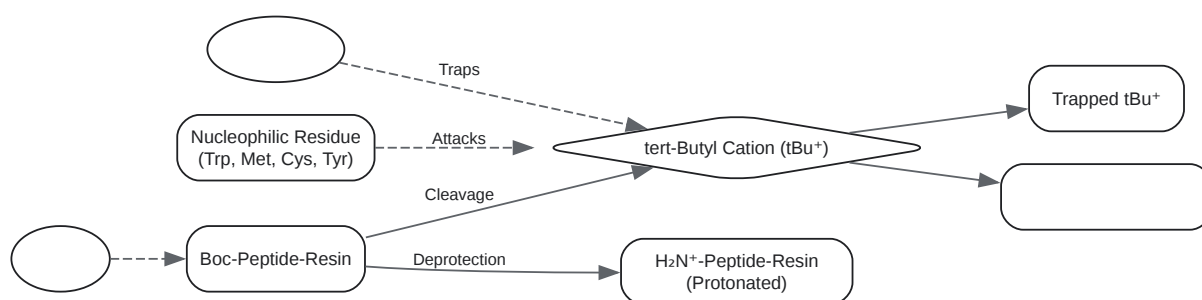 Traps
Trapped tBu⁺
Nucleophilic Residue
(Trp, Met, Cys, Tyr)
Attacks
tert-Butyl Cation (tBu⁺)
Cleavage
Boc-Peptide-Resin
Deprotection
H₂N⁺-Peptide-Resin
(Protonated)